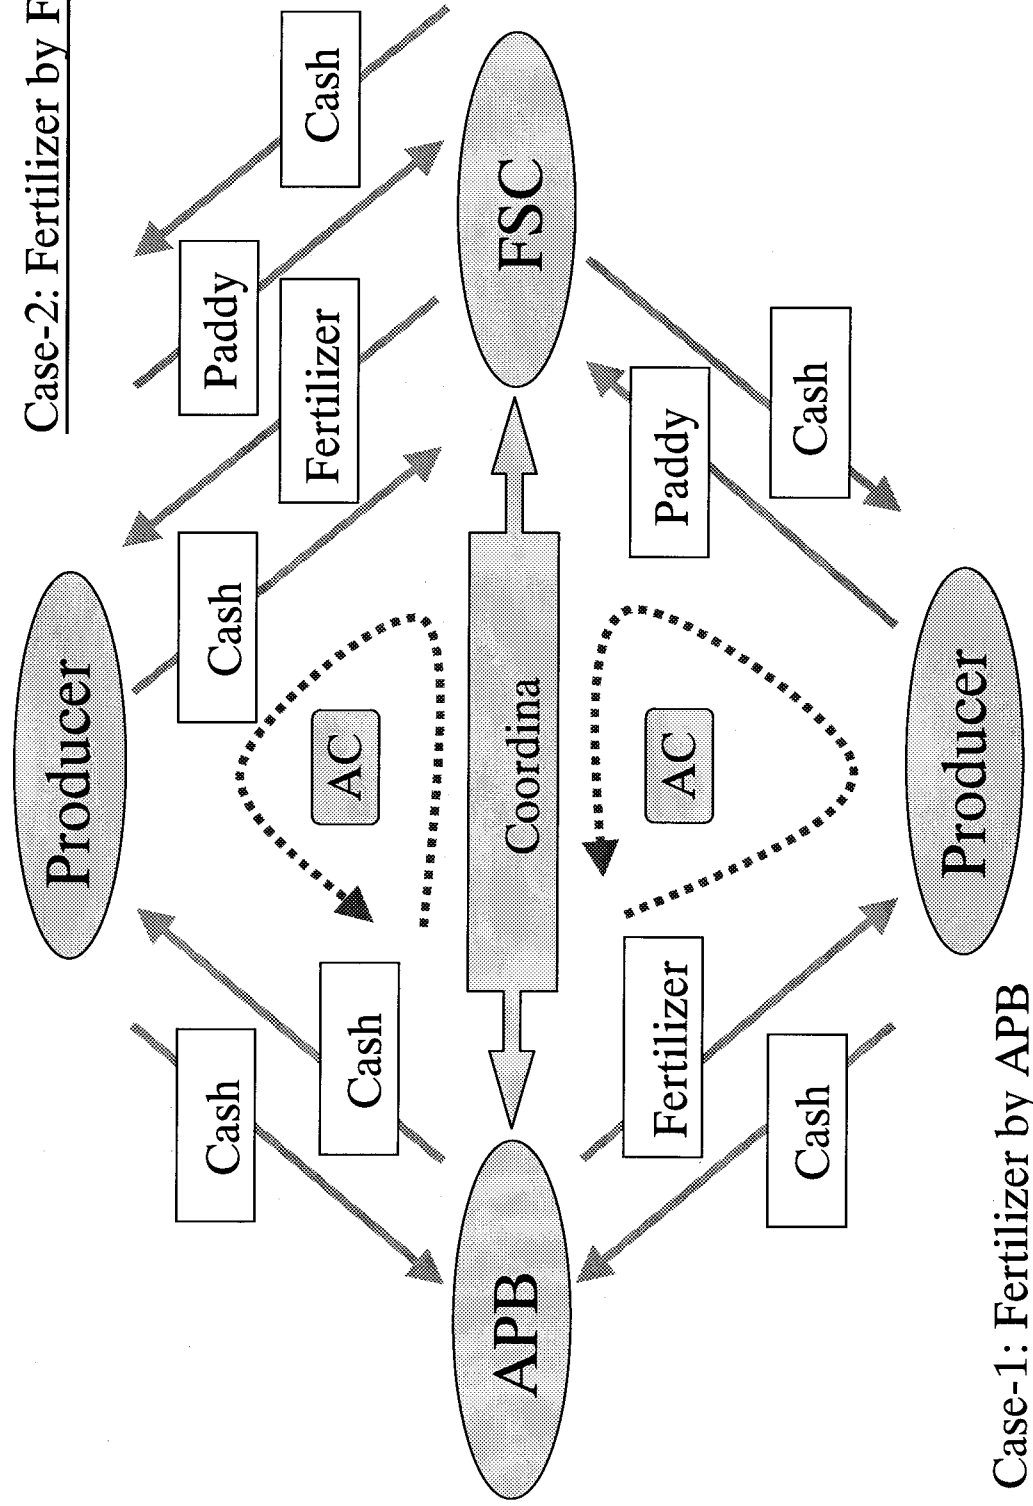 Case-2: Fertilizer by F
Producer
Cash
Cash
Paddy
Cash
AC
Fertilizer
Cash
APB
Coordina
FSC
Fertilizer
AC
Paddy
Cash
Cash
Producer
Case-1: Fertilizer by APB